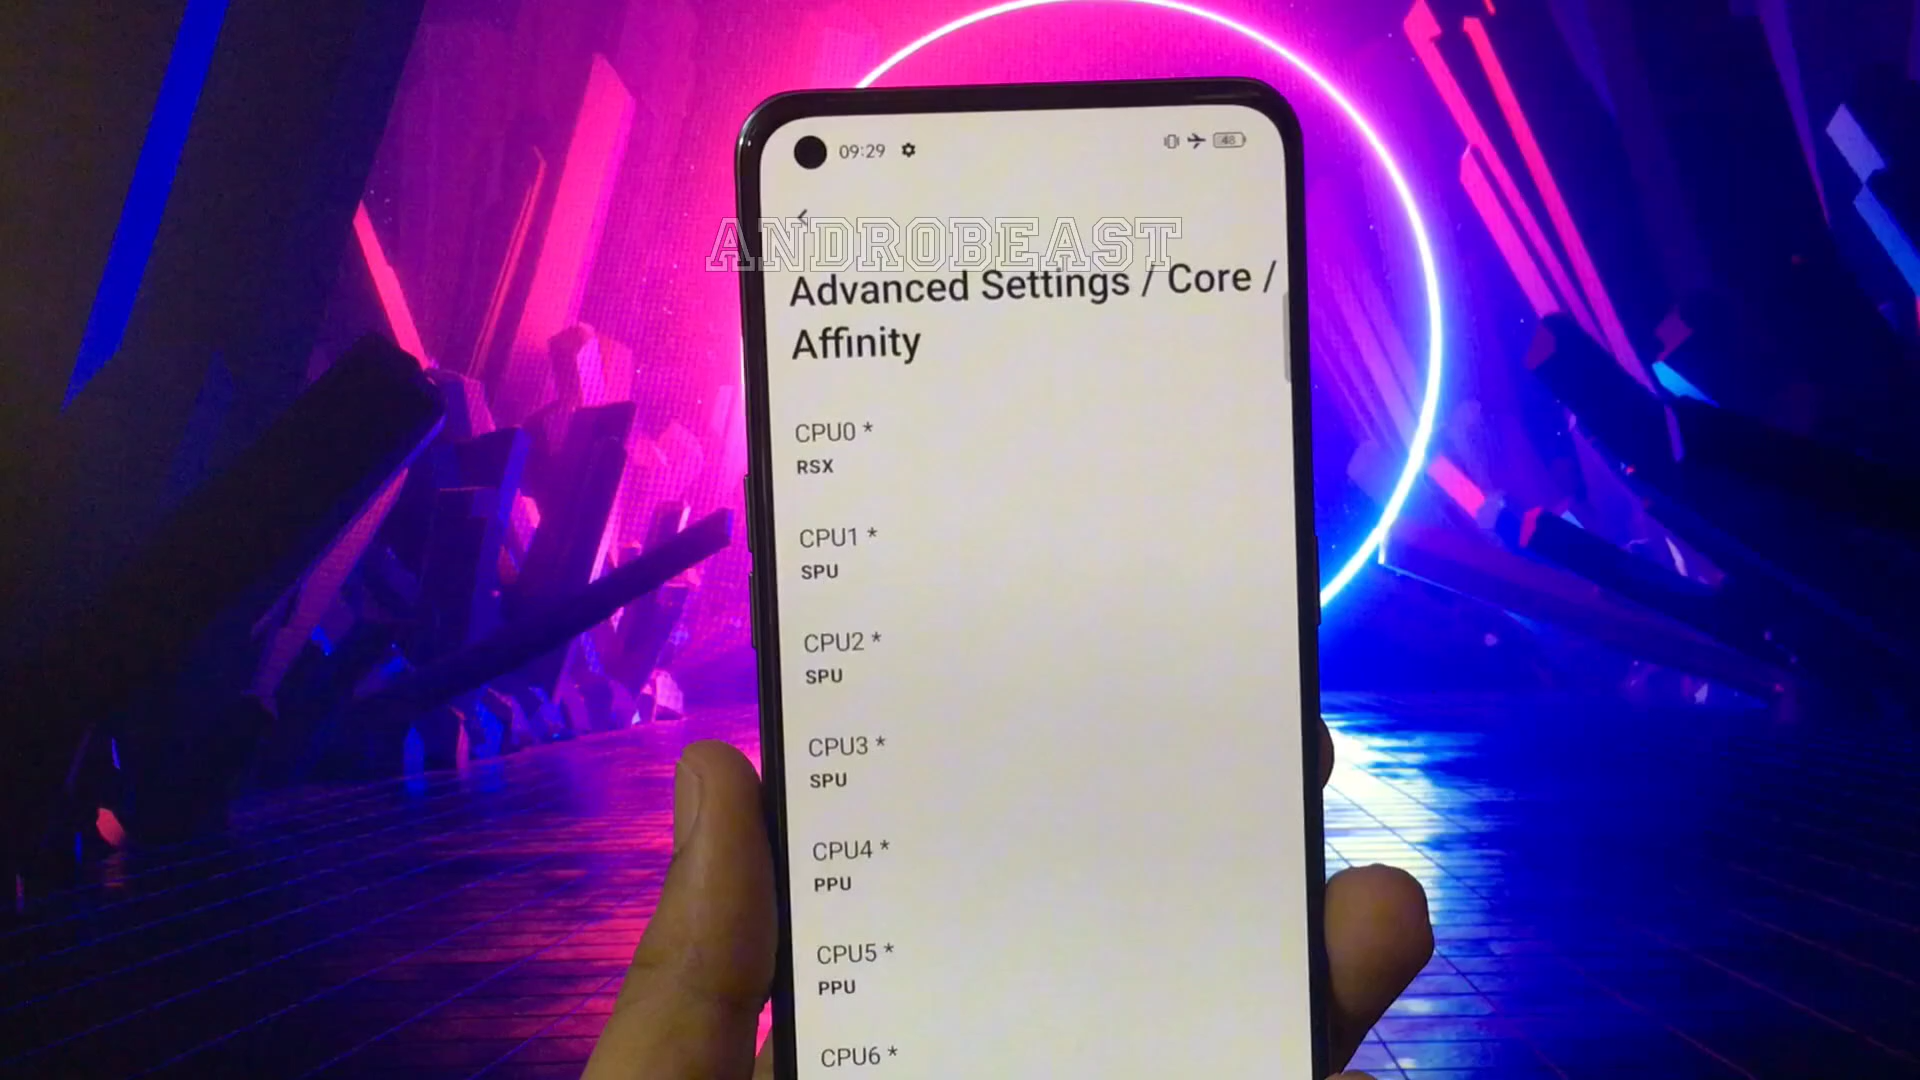 09:29
48
ANDROBEAST
Advanced Settings / Core /
Affinity
CPU0 *
RSX
CPU1 *
SPU
CPU2 *
SPU
CPU3 *
SPU
CPU4 *
PPU
CPU5 *
PPU
CPU6 *